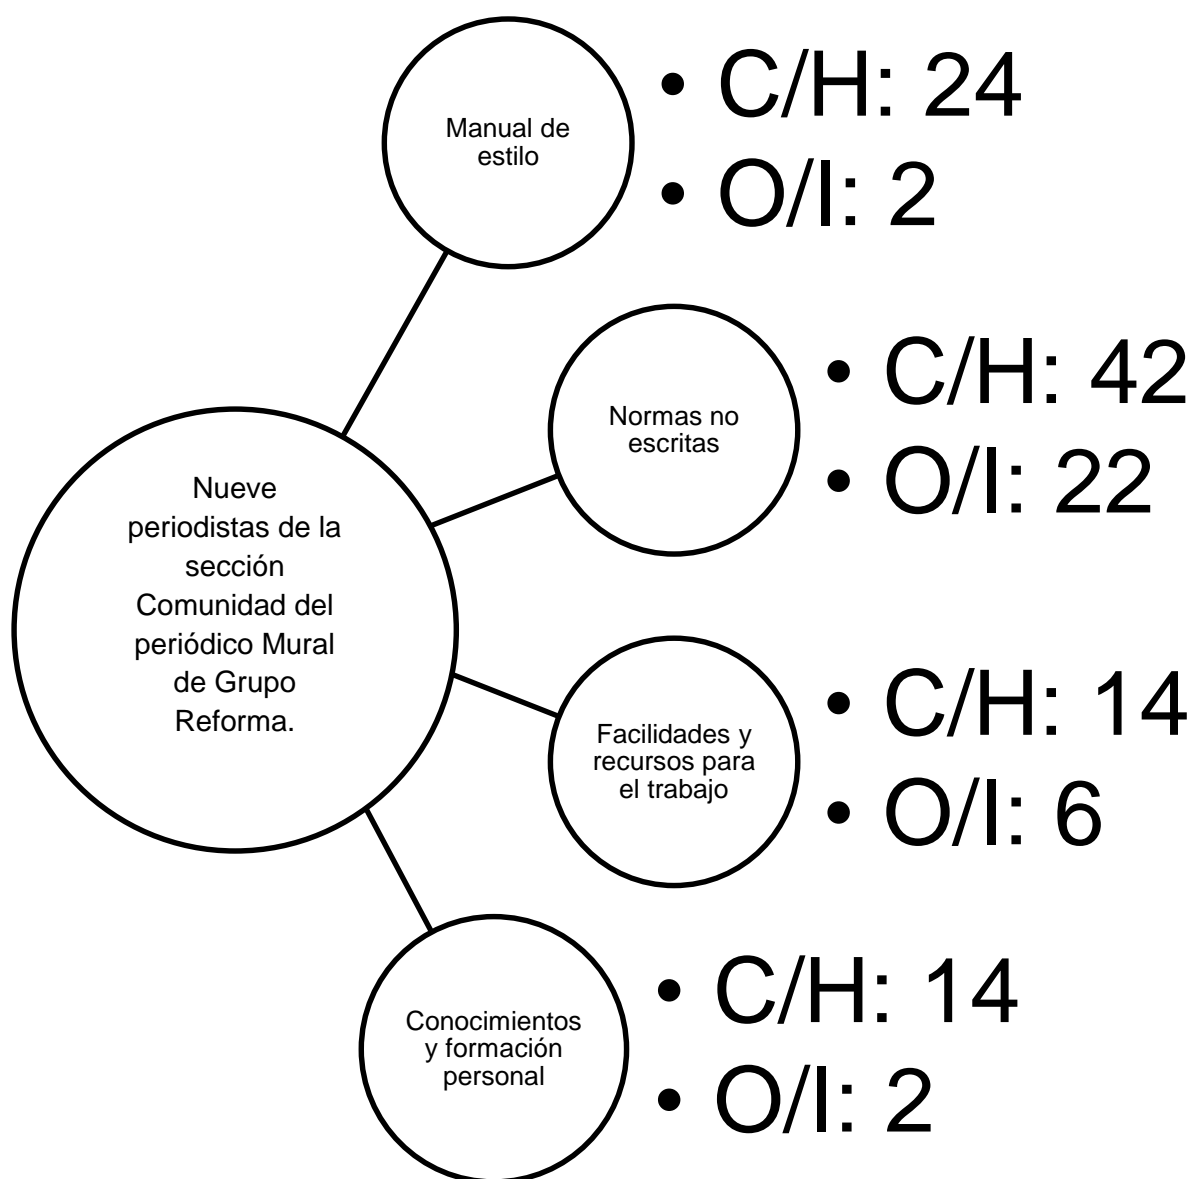 Manual de
estilo
• C/H: 24
• O/I: 2
Normas no
escritas
• C/H: 42
• O/I: 22
Nueve
periodistas de la
sección
Comunidad del
periódico Mural
de Grupo
Reforma.
Facilidades y
recursos para
el trabajo
• C/H: 14
• O/I: 6
Conocimientos
y formación
personal
• C/H: 14
• O/I: 2